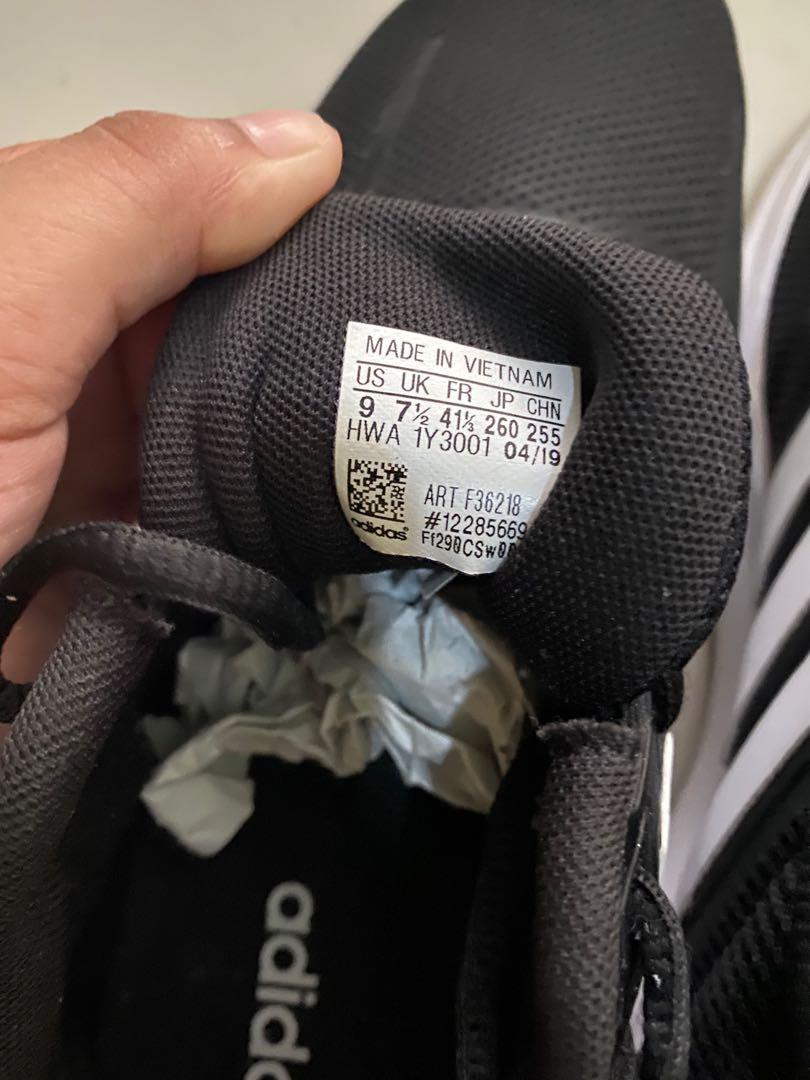 MADE IN VIETNAM
US UK FR JP CHN
9 7½ 41⅓ 260 255
HWA 1Y3001 04/19
ART F36218
#12285669
adidas®
adidas